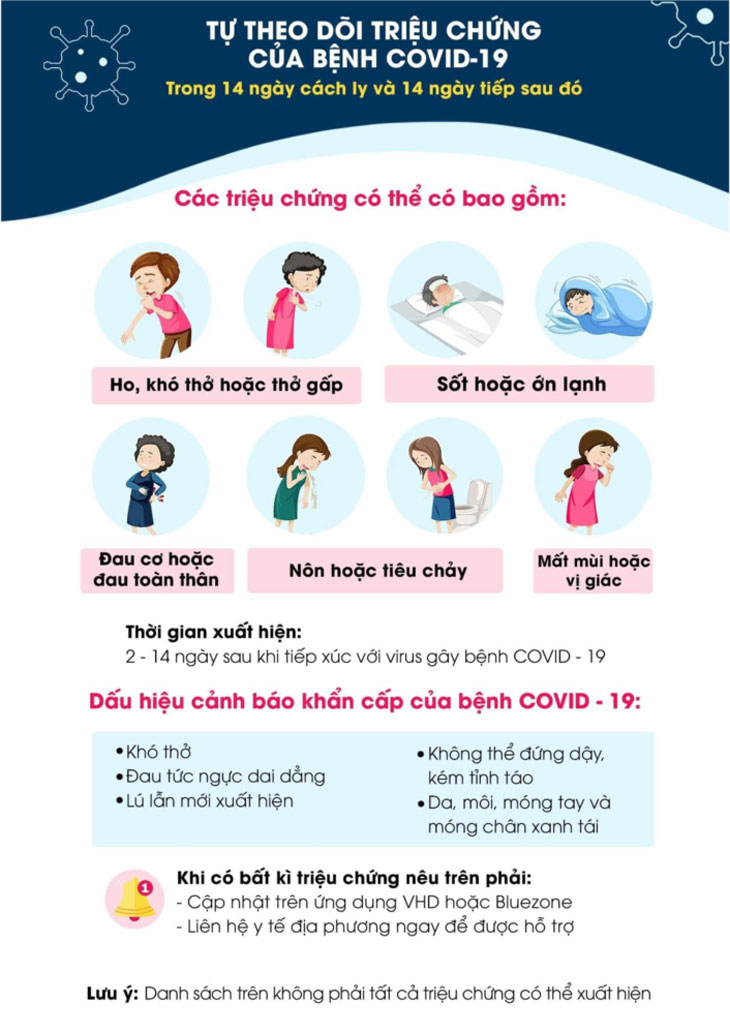 TỰ THEO DÕI TRIỆU CHỨNG
CỦA BỆNH COVID-19
Trong 14 ngày cách ly và 14 ngày tiếp sau đó
Các triệu chứng có thể có bao gồm:
Ho, khó thở hoặc thở gấp
Sốt hoặc ớn lạnh
Đau cơ hoặc
đau toàn thân
Nôn hoặc tiêu chảy
Mất mùi hoặc
vị giác
Thời gian xuất hiện:
2 - 14 ngày sau khi tiếp xúc với virus gây bệnh COVID - 19
Dấu hiệu cảnh báo khẩn cấp của bệnh COVID - 19:
• Khó thở
• Đau tức ngực dai dẳng
• Lú lẫn mới xuất hiện
• Không thể đứng dậy,
kém tỉnh táo
• Da, môi, móng tay và
móng chân xanh tái
1
Khi có bất kì triệu chứng nêu trên phải:
- Cập nhật trên ứng dụng VHD hoặc Bluezone
- Liên hệ y tế địa phương ngay để được hỗ trợ
Lưu ý: Danh sách trên không phải tất cả triệu chứng có thể xuất hiện